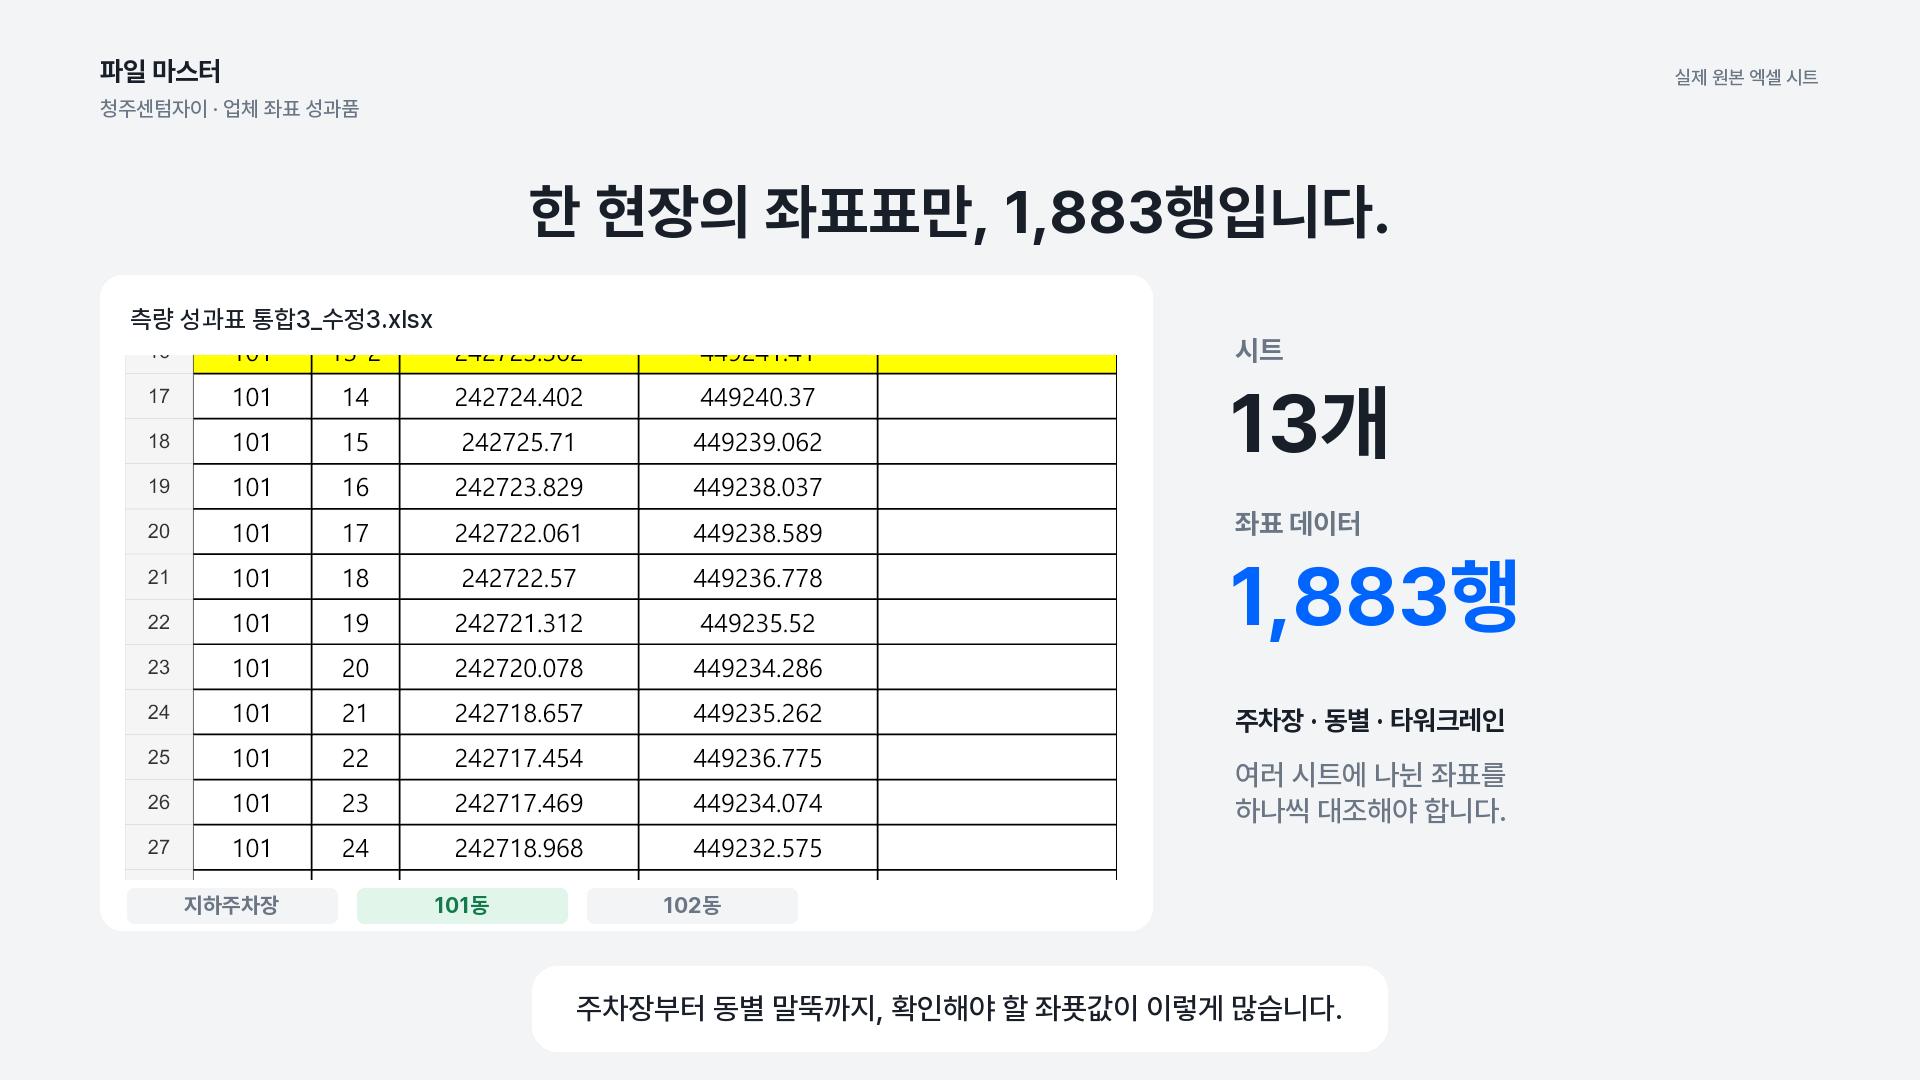 파일 마스터
청주센텀자이 · 업체 좌표 성과품
실제 원본 엑셀 시트
한 현장의 좌표표만, 1,883행입니다.
측량 성과표 통합3_수정3.xlsx
17 101 14 242724.402 449240.37
18 101 15 242725.71 449239.062
19 101 16 242723.829 449238.037
20 101 17 242722.061 449238.589
21 101 18 242722.57 449236.778
22 101 19 242721.312 449235.52
23 101 20 242720.078 449234.286
24 101 21 242718.657 449235.262
25 101 22 242717.454 449236.775
26 101 23 242717.469 449234.074
27 101 24 242718.968 449232.575
지하주차장 101동 102동
시트
13개
좌표 데이터
1,883행
주차장 · 동별 · 타워크레인
여러 시트에 나뉜 좌표를
하나씩 대조해야 합니다.
주차장부터 동별 말뚝까지, 확인해야 할 좌푯값이 이렇게 많습니다.